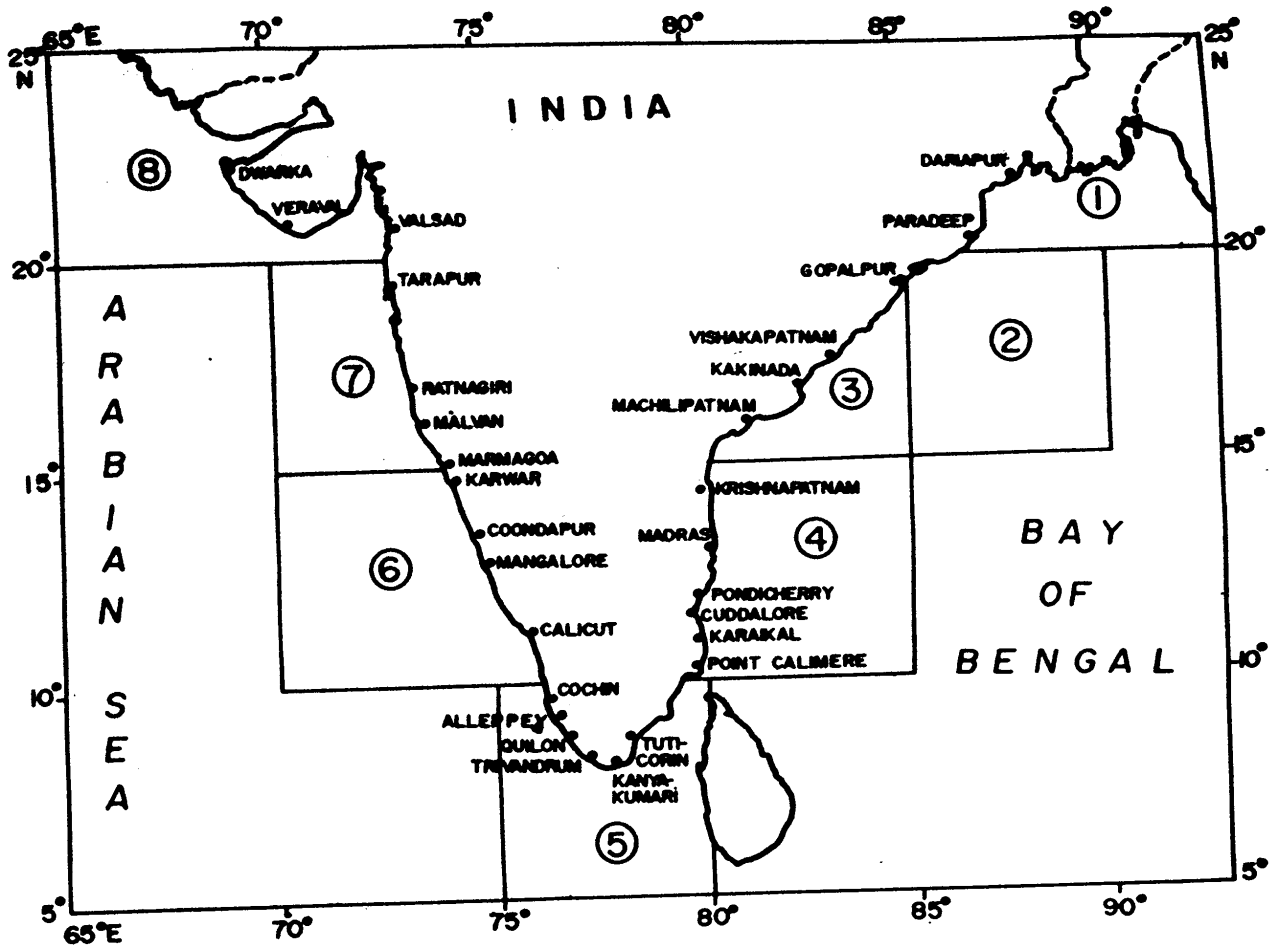 65°E 70° 75° 80° 85° 90°
25° N
25° N
INDIA
8
DWARKA
VERAVAL
VALSAD
DARIAPUR
1
PARADEEP
20°
20°
GOPALPUR
TARAPUR
2
VISHAKAPATNAM
KAKINADA
3
MACHILIPATNAM
7
RATNAGIRI
MALVAN
MARMAGOA
KARWAR
15°
15°
KRISHNAPATNAM
COONDAPUR
MADRAS
4
MANGALORE
6
PONDICHERRY
CUDDALORE
CALICUT
KARAIKAL
POINT CALIMERE
10°
10°
COCHIN
ALLEPPEY
QUILON
TRIVANDRUM
TUTI-
CORIN
KANYA-
KUMARI
5
ARABIAN SEA
BAY
OF
BENGAL
5°
5°
65°E 70° 75° 80° 85° 90°